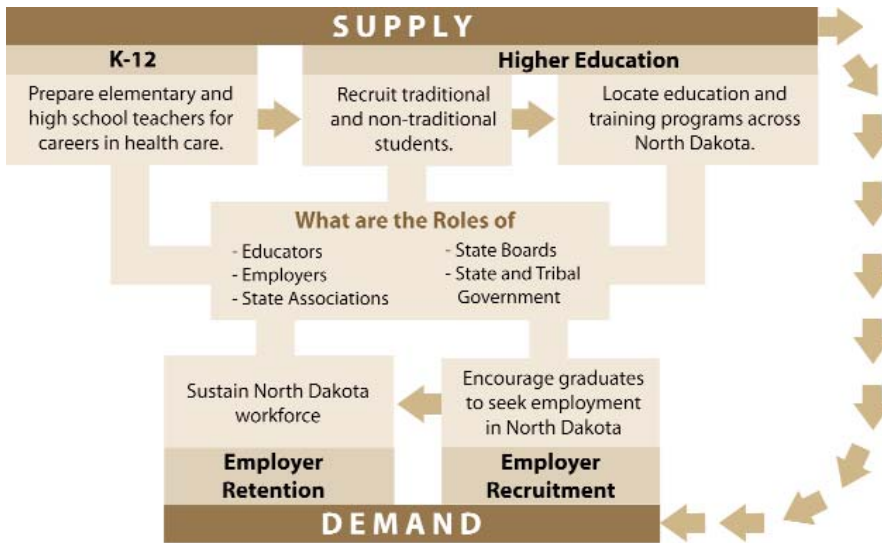 SUPPLY
K-12
Higher Education
Prepare elementary and
high school teachers for
careers in health care.
Recruit traditional
and non-traditional
students.
Locate education and
training programs across
North Dakota.
What are the Roles of
- Educators
- Employers
- State Associations
- State Boards
- State and Tribal
Government
Sustain North Dakota
workforce
Encourage graduates
to seek employment
in North Dakota
Employer
Retention
Employer
Recruitment
DEMAND